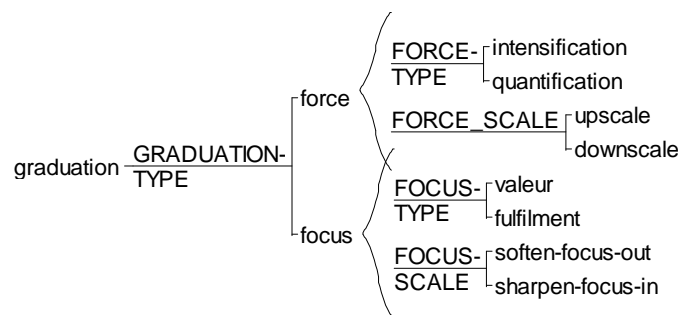 graduation
GRADUATION-
TYPE
force
FORCE-
TYPE
intensification
quantification
FORCE_SCALE
upscale
downscale
focus
FOCUS-
TYPE
valeur
fulfilment
FOCUS-
SCALE
soften-focus-out
sharpen-focus-in